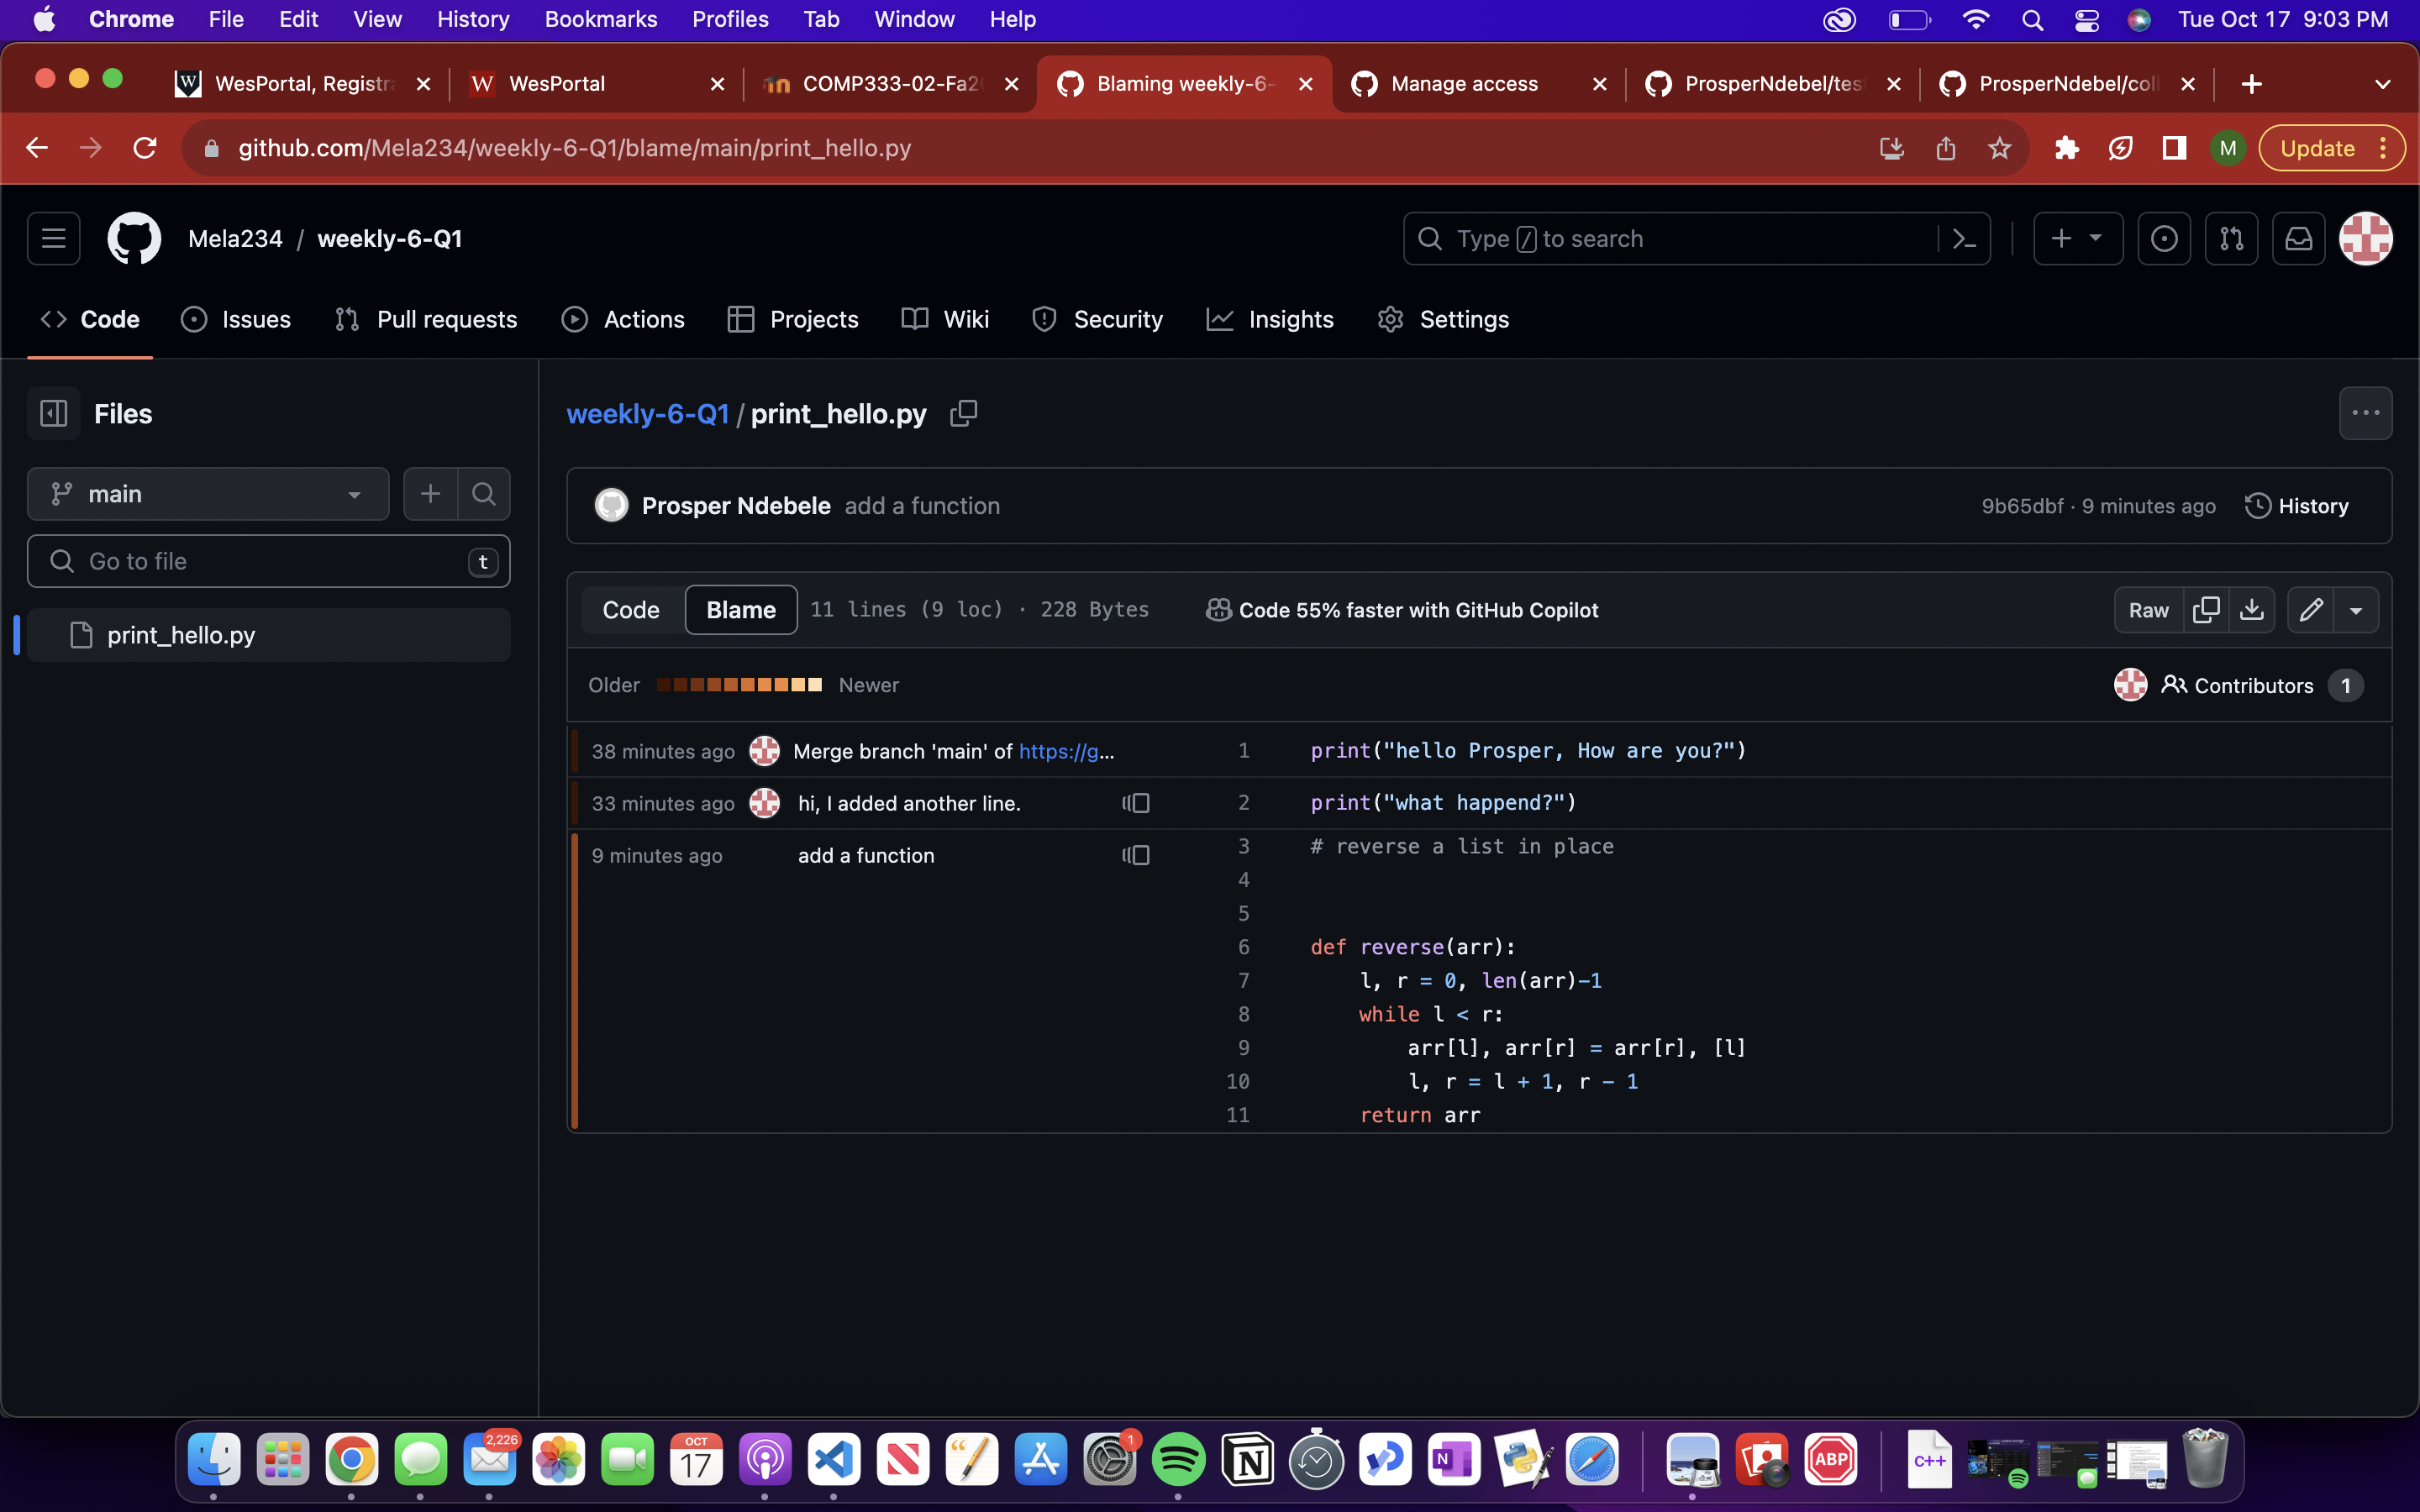 Chrome File Edit View History Bookmarks Profiles Tab Window Help Tue Oct 17 9:03 PM
WesPortal, Registra WesPortal COMP333-02-Fa20 Blaming weekly-6- Manage access ProsperNdebel/tes ProsperNdebel/col
github.com/Mela234/weekly-6-Q1/blame/main/print_hello.py M Update
Mela234 / weekly-6-Q1 Type / to search
Code Issues Pull requests Actions Projects Wiki Security Insights Settings
Files weekly-6-Q1 / print_hello.py
main
Prosper Ndebele add a function 9b65dbf · 9 minutes ago History
Go to file t
Code Blame 11 lines (9 loc) · 228 Bytes Code 55% faster with GitHub Copilot Raw
print_hello.py
Older Newer Contributors 1
38 minutes ago Merge branch 'main' of https://g... 1 print("hello Prosper, How are you?")
33 minutes ago hi, I added another line. 2 print("what happend?")
9 minutes ago add a function 3 # reverse a list in place
4
5
6 def reverse(arr):
7 l, r = 0, len(arr)-1
8 while l < r:
9 arr[l], arr[r] = arr[r], [l]
10 l, r = l + 1, r - 1
11 return arr
2,226 OCT 17 1 N N ABP C++